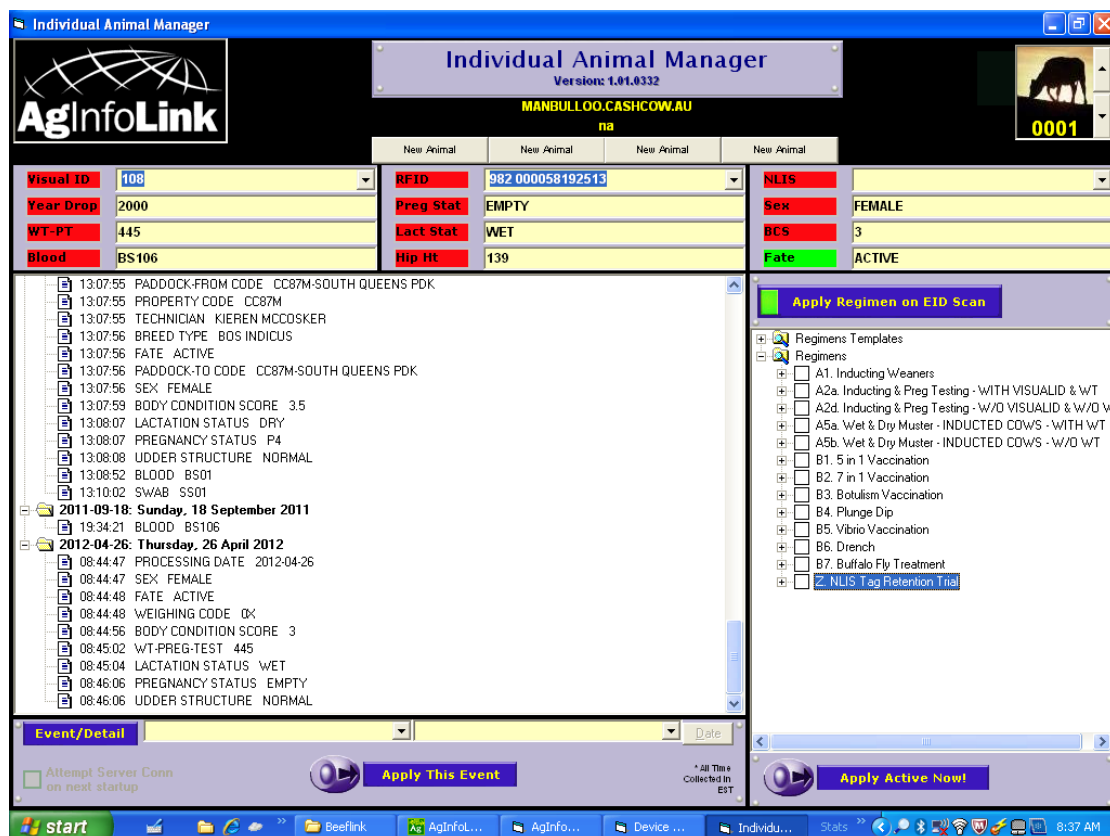 Individual Animal Manager
AgInfoLink
Individual Animal Manager
Version: 1.01.0332
MANBULLOO.CASHCOW.AU
na
0001
New Animal New Animal New Animal New Animal
Visual ID 108 RFID 982 000058192513 NLIS
Year Drop 2000 Preg Stat EMPTY Sex FEMALE
WT-PT 445 Lact Stat WET BCS 3
Blood BS106 Hip Ht 139 Fate ACTIVE
13:07:55 PADDOCK-FROM CODE CC87M-SOUTH QUEENS PDK
13:07:55 PROPERTY CODE CC87M
13:07:55 TECHNICIAN KIEREN MCCOSKER
13:07:56 BREED TYPE BOS INDICUS
13:07:56 FATE ACTIVE
13:07:56 PADDOCK-TO CODE CC87M-SOUTH QUEENS PDK
13:07:56 SEX FEMALE
13:07:59 BODY CONDITION SCORE 3.5
13:08:07 LACTATION STATUS DRY
13:08:07 PREGNANCY STATUS P4
13:08:08 UDDER STRUCTURE NORMAL
13:08:52 BLOOD BS01
13:10:02 SWAB SS01
2011-09-18: Sunday, 18 September 2011
19:34:21 BLOOD BS106
2012-04-26: Thursday, 26 April 2012
08:44:47 PROCESSING DATE 2012-04-26
08:44:47 SEX FEMALE
08:44:48 FATE ACTIVE
08:44:48 WEIGHING CODE 0X
08:44:56 BODY CONDITION SCORE 3
08:45:02 WT-PREG-TEST 445
08:45:04 LACTATION STATUS WET
08:46:06 PREGNANCY STATUS EMPTY
08:46:06 UDDER STRUCTURE NORMAL
Apply Regimen on EID Scan
Regimens Templates
Regimens
A1. Inducting Weaners
A2a. Inducting & Preg Testing - WITH VISUALID & WT
A2d. Inducting & Preg Testing - W/O VISUALID & W/O W
A5a. Wet & Dry Muster - INDUCTED COWS - WITH WT
A5b. Wet & Dry Muster - INDUCTED COWS - W/O WT
B1. 5 in 1 Vaccination
B2. 7 in 1 Vaccination
B3. Botulism Vaccination
B4. Plunge Dip
B5. Vibrio Vaccination
B6. Drench
B7. Buffalo Fly Treatment
Z. NLIS Tag Retention Trial
Event/Detail Date
Attempt Server Conn
on next startup
Apply This Event
* All Time
Collected In
EST
Apply Active Now!
start Beeflink AgInfoL... AgInfo... Device ... Individu... Stats 8:37 AM